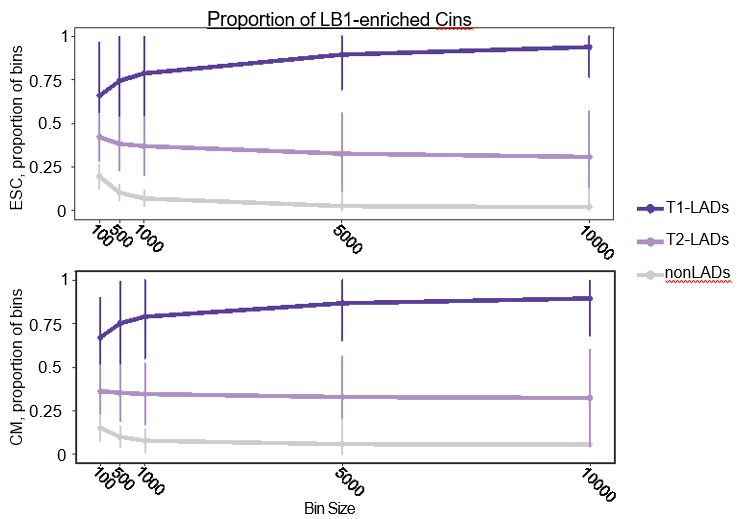 Proportion of LB1-enriched Cins
ESC, proportion of bins
1
0.75
0.5
0.25
0
100
500
1000
5000
10000
T1-LADs
T2-LADs
nonLADs
CM, proportion of bins
1
0.75
0.5
0.25
0
100
500
1000
5000
10000
Bin Size